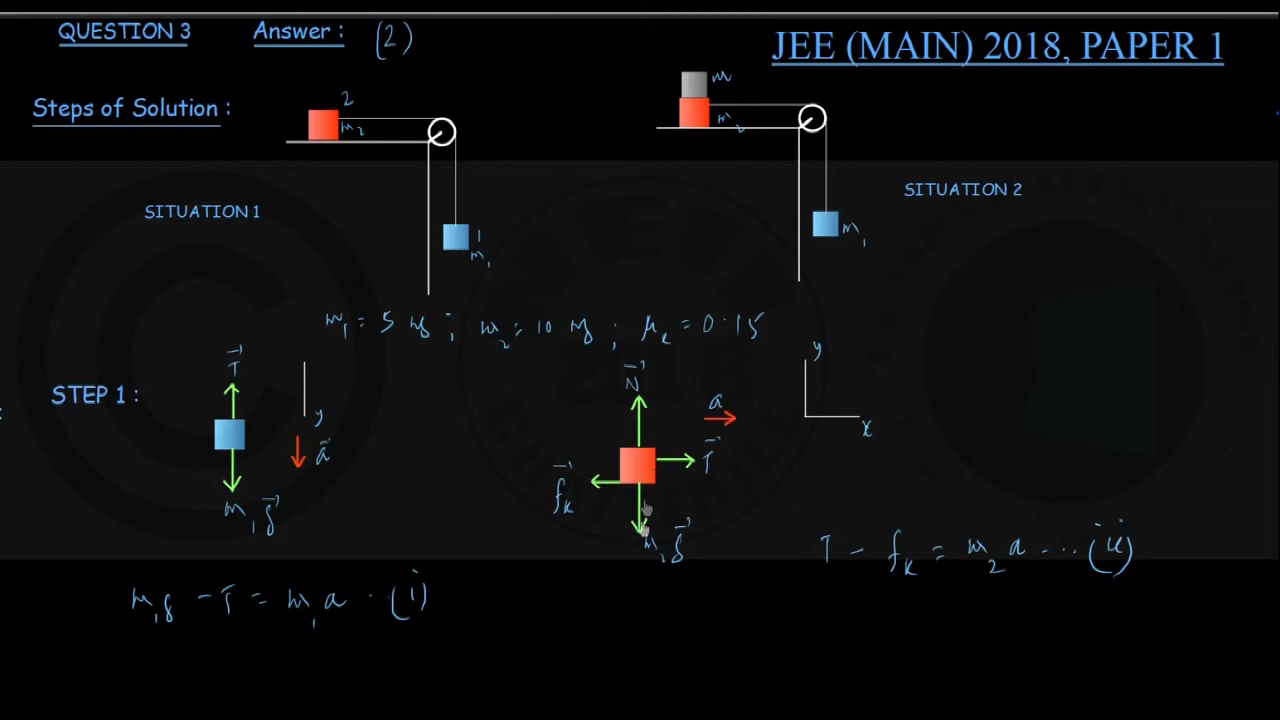 QUESTION 3 Answer : (2)
JEE (MAIN) 2018, PAPER 1
Steps of Solution :
2
m₂
1
m₁
m
m₂
m₁
SITUATION 1
SITUATION 2
m₁ = 5 kg ; m₂ = 10 kg ; μₖ = 0.15
STEP 1 :
T⃗
y
a⃗
m₁g⃗
N⃗
a
T⃗
f⃗ₖ
m₂g⃗
y
x
T - fₖ = m₂a ... (ii)
m₁g - T = m₁a .. (i)